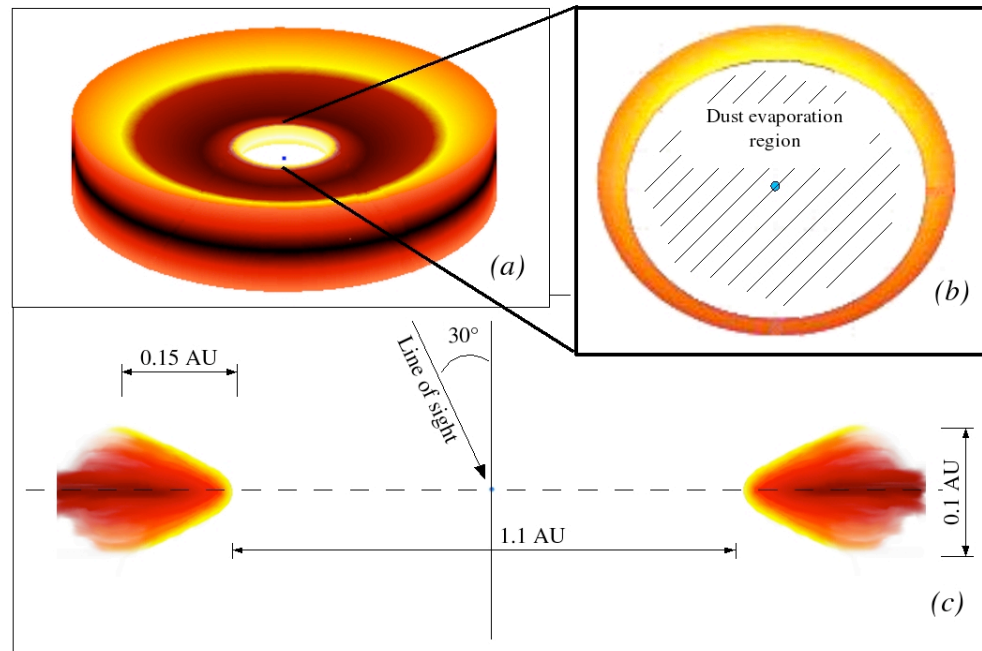 (a)
Dust evaporation
region
(b)
0.15 AU
30°
Line of sight
1.1 AU
0.1 AU
(c)